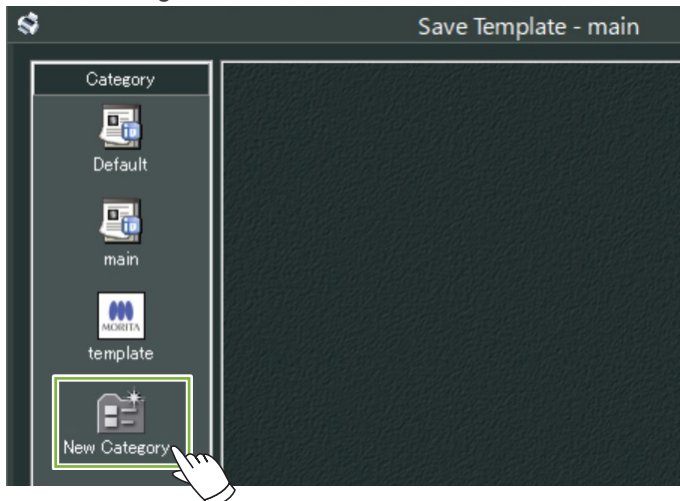 Save Template - main
Category
Default
main
MORITA
template
New Category